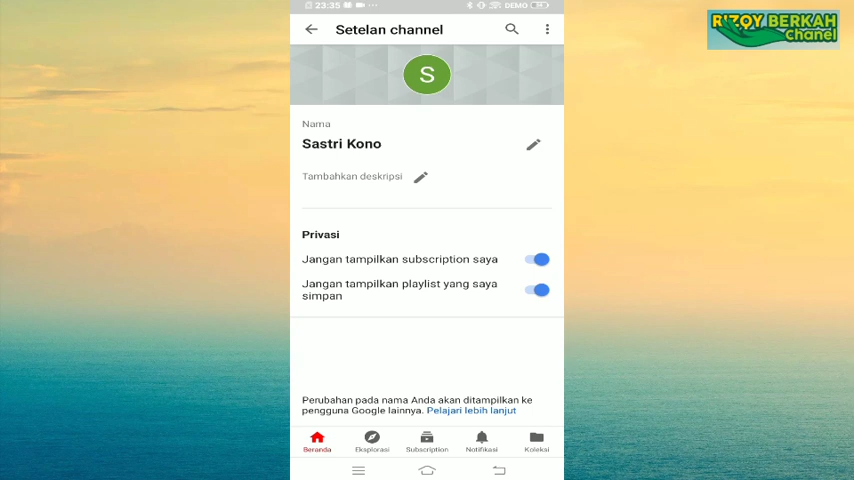 23:35
DEMO
RIZQY BERKAH
Chanel
Setelan channel
S
Nama
Sastri Kono
Tambahkan deskripsi
Privasi
Jangan tampilkan subscription saya
Jangan tampilkan playlist yang saya
simpan
Perubahan pada nama Anda akan ditampilkan ke
pengguna Google lainnya. Pelajari lebih lanjut
Beranda
Eksplorasi
Subscription
Notifikasi
Koleksi